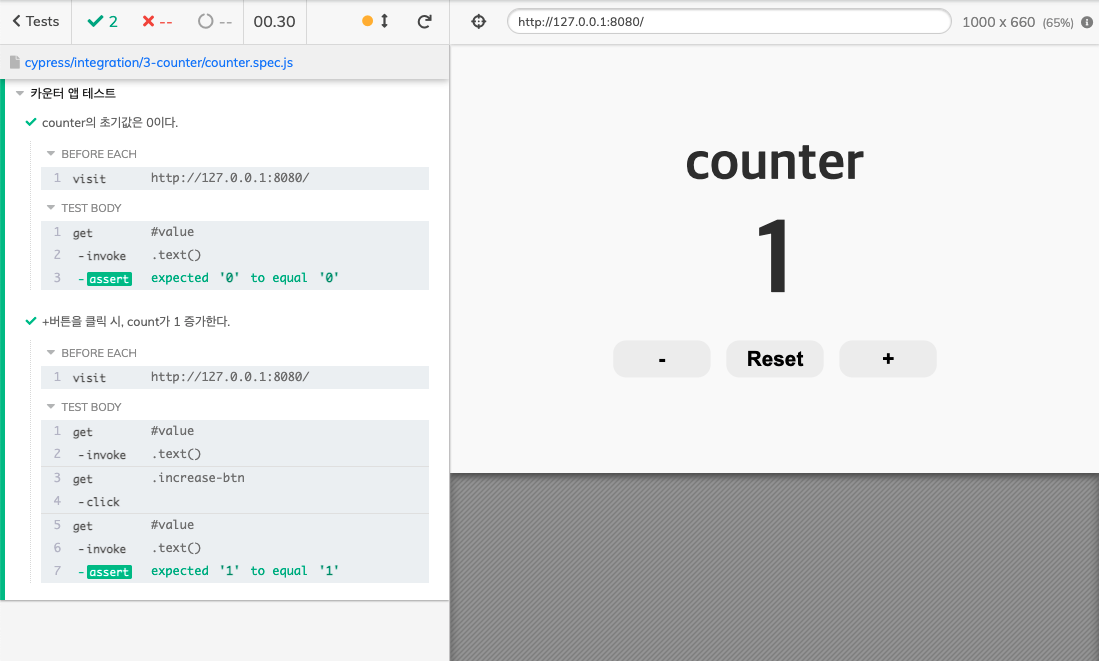 Tests 2 -- -- 00.30
http://127.0.0.1:8080/ 1000 x 660 (65%)
cypress/integration/3-counter/counter.spec.js
카운터 앱 테스트
counter의 초기값은 0이다.
BEFORE EACH
1 visit http://127.0.0.1:8080/
TEST BODY
1 get #value
2 -invoke .text()
3 -assert expected '0' to equal '0'
+버튼을 클릭 시, count가 1 증가한다.
BEFORE EACH
1 visit http://127.0.0.1:8080/
TEST BODY
1 get #value
2 -invoke .text()
3 get .increase-btn
4 -click
5 get #value
6 -invoke .text()
7 -assert expected '1' to equal '1'
counter
1
- Reset +